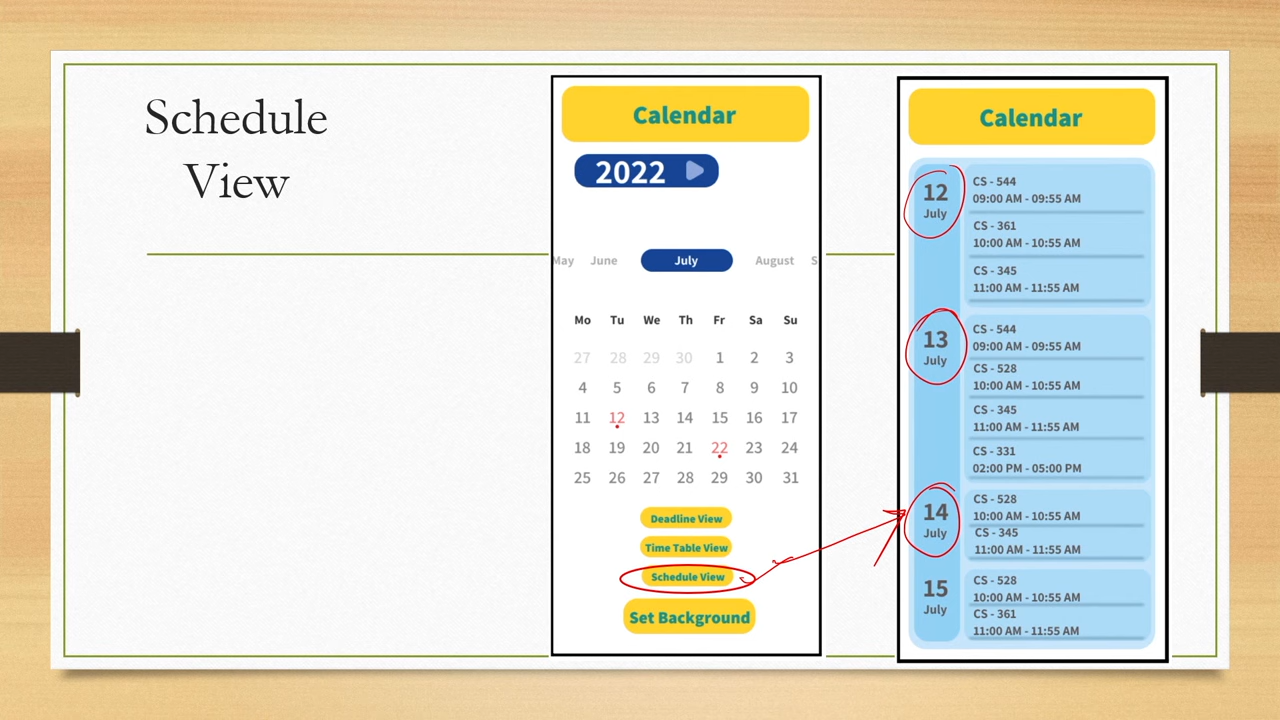 Schedule
View
Calendar
2022
May June July August S
Mo Tu We Th Fr Sa Su
27 28 29 30 1 2 3
4 5 6 7 8 9 10
11 12 13 14 15 16 17
18 19 20 21 22 23 24
25 26 27 28 29 30 31
Deadline View
Time Table View
Schedule View
Set Background
Calendar
12
July
CS - 544
09:00 AM - 09:55 AM
CS - 361
10:00 AM - 10:55 AM
CS - 345
11:00 AM - 11:55 AM
13
July
CS - 544
09:00 AM - 09:55 AM
CS - 528
10:00 AM - 10:55 AM
CS - 345
11:00 AM - 11:55 AM
CS - 331
02:00 PM - 05:00 PM
14
July
CS - 528
10:00 AM - 10:55 AM
CS - 345
11:00 AM - 11:55 AM
15
July
CS - 528
10:00 AM - 10:55 AM
CS - 361
11:00 AM - 11:55 AM